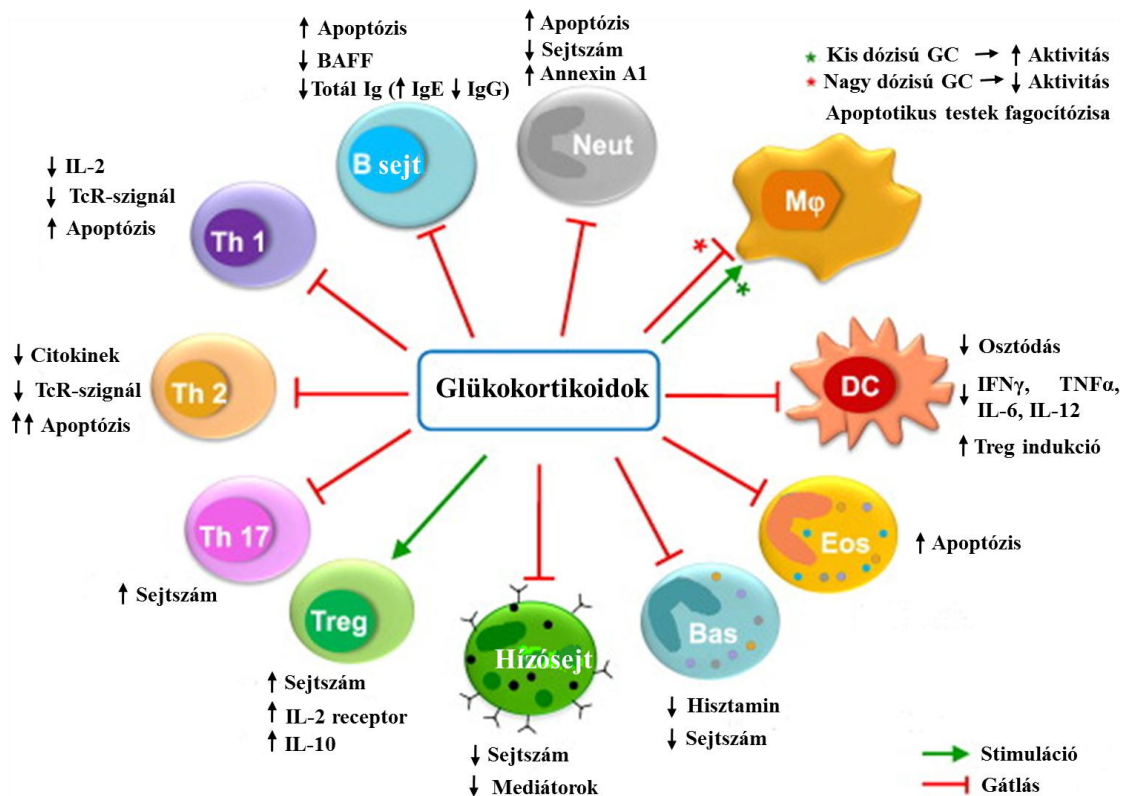 ↑ Apoptózis
↓ BAFF
↓Totál Ig (↑ IgE ↓ IgG)
↑ Apoptózis
↓ Sejtszám
↑ Annexin A1
* Kis dózisú GC → ↑ Aktivitás
* Nagy dózisú GC → ↓ Aktivitás
Apoptotikus testek fagocitózisa
B sejt
Neut
Mφ
↓ IL-2
↓ TcR-szignál
↑ Apoptózis
Th 1
*
*
↓ Citokinek
↓ TcR-szignál
↑↑ Apoptózis
Th 2
Glükokortikoidok
DC
↓ Osztódás
↓ IFNγ, TNFα,
IL-6, IL-12
↑ Treg indukció
Th 17
↑ Sejtszám
Eos
↑ Apoptózis
Treg
↑ Sejtszám
↑ IL-2 receptor
↑ IL-10
Hízósejt
↓ Sejtszám
↓ Mediátorok
Bas
↓ Hisztamin
↓ Sejtszám
Stimuláció
Gátlás